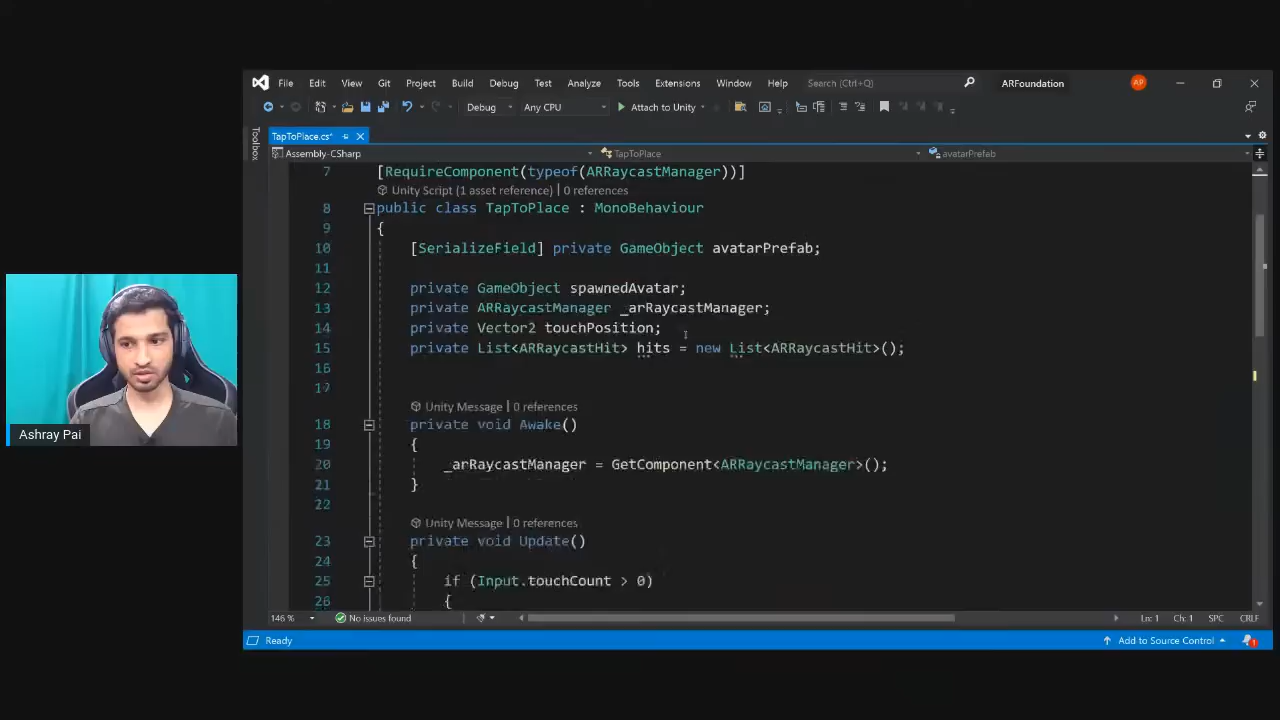 File Edit View Git Project Build Debug Test Analyze Tools Extensions Window Help Search (Ctrl+Q) ARFoundation AP
Debug Any CPU Attach to Unity
Toolbox
TapToPlace.cs*
Assembly-CSharp TapToPlace avatarPrefab
7 [RequireComponent(typeof(ARRaycastManager))]
Unity Script (1 asset reference) | 0 references
8 public class TapToPlace : MonoBehaviour
9 {
10 [SerializeField] private GameObject avatarPrefab;
11
12 private GameObject spawnedAvatar;
13 private ARRaycastManager _arRaycastManager;
14 private Vector2 touchPosition;
15 private List<ARRaycastHit> hits = new List<ARRaycastHit>();
16
17
Unity Message | 0 references
18 private void Awake()
19 {
20 _arRaycastManager = GetComponent<ARRaycastManager>();
21 }
22
Unity Message | 0 references
23 private void Update()
24 {
25 if (Input.touchCount > 0)
26 {
146 % No issues found Ln: 1 Ch: 1 SPC CRLF
Ready Add to Source Control 1
Ashray Pai